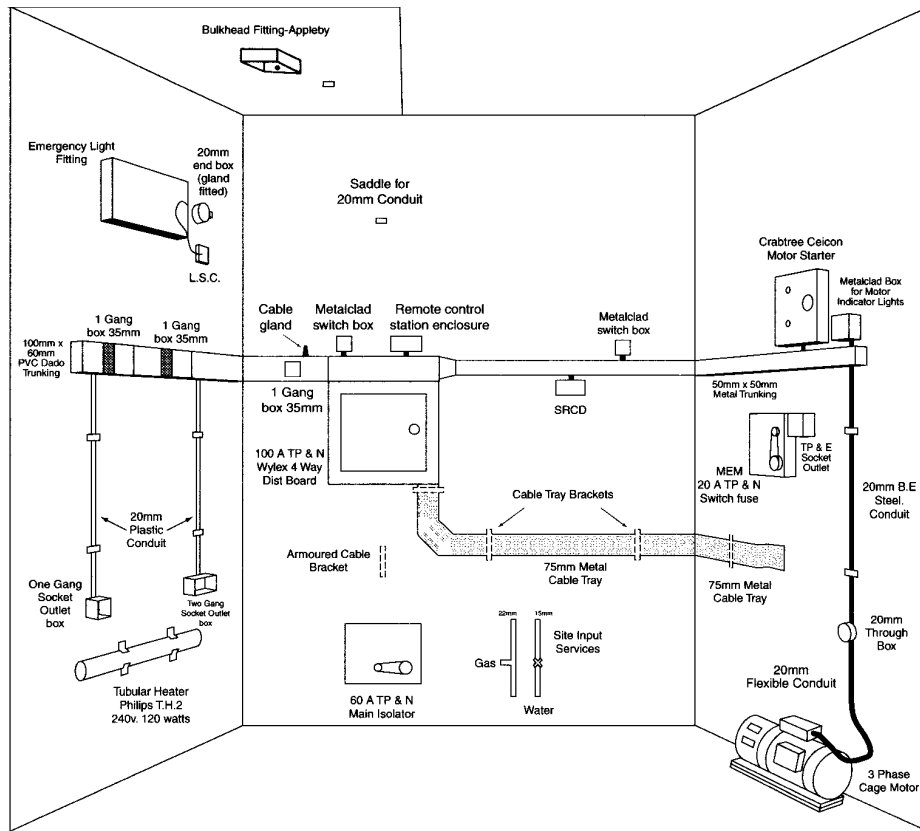 Bulkhead Fitting-Appleby
Emergency Light
Fitting
20mm
end box
(gland
fitted)
L.S.C.
Saddle for
20mm Conduit
Crabtree Ceicon
Motor Starter
Metalclad Box
for Motor
Indicator Lights
100mm x
60mm
PVC Dado
Trunking
1 Gang
box 35mm
1 Gang
box 35mm
Cable
gland
Metalclad
switch box
Remote control
station enclosure
Metalclad
switch box
1 Gang
box 35mm
SRCD
50mm x 50mm
Metal Trunking
100 A TP & N
Wylex 4 Way
Dist Board
MEM
20 A TP & N
Switch fuse
TP & E
Socket
Outlet
20mm B.E
Steel.
Conduit
20mm
Plastic
Conduit
Cable Tray Brackets
Armoured Cable
Bracket
75mm Metal
Cable Tray
75mm Metal
Cable Tray
One Gang
Socket
Outlet
box
Two Gang
Socket Outlet
box
22mm
15mm
Site Input
Services
Gas
Water
20mm
Through
Box
Tubular Heater
Philips T.H.2
240v. 120 watts
60 A TP & N
Main Isolator
20mm
Flexible Conduit
3 Phase
Cage Motor